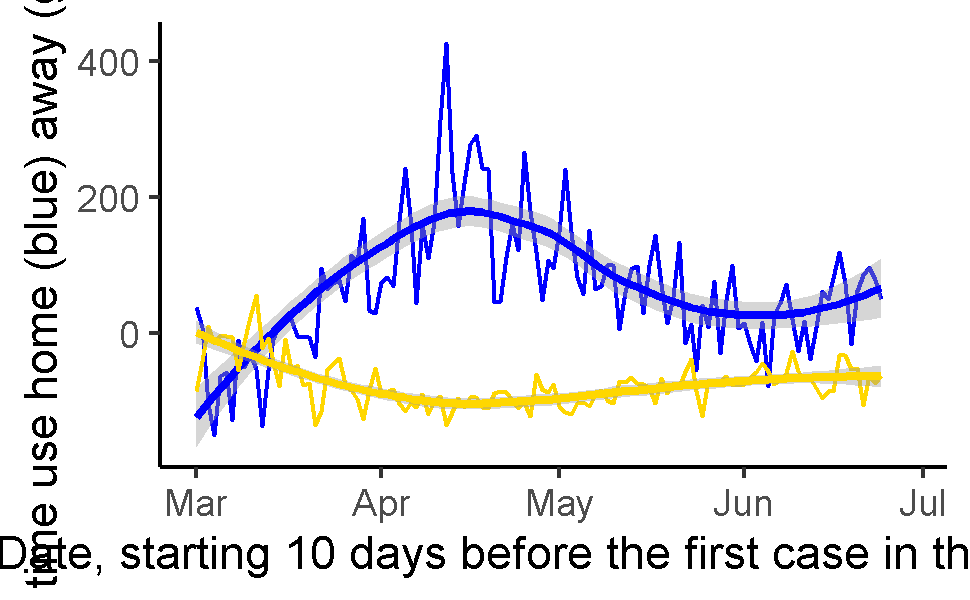 time use home (blue) away (
400
200
0
Mar Apr May Jun Jul
Date, starting 10 days before the first case in th